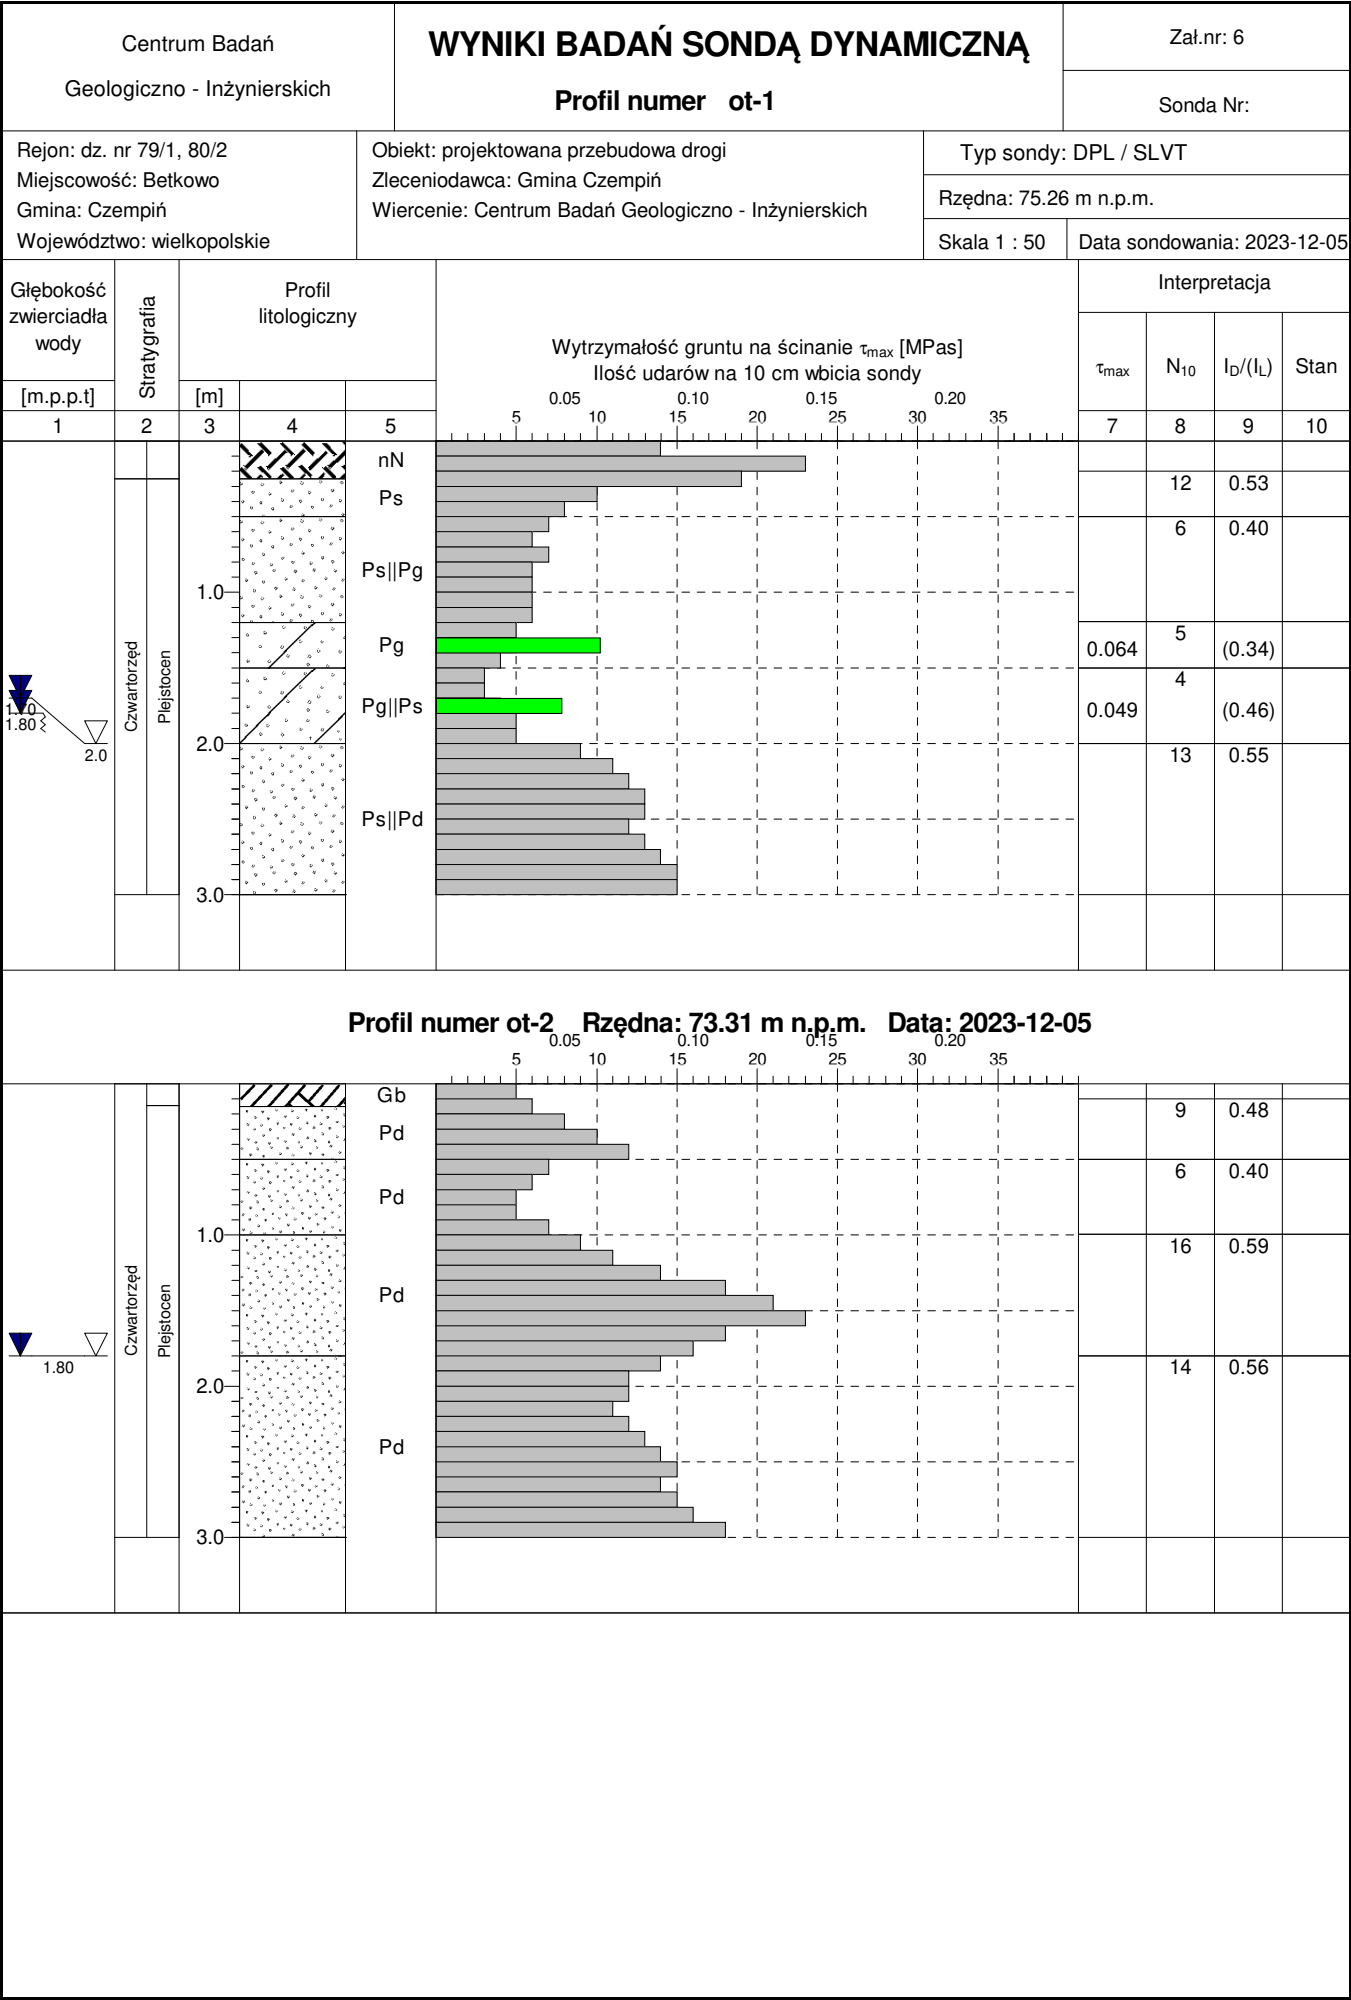 Centrum Badań
Geologiczno - Inżynierskich
WYNIKI BADAŃ SONDĄ DYNAMICZNĄ
Profil numer ot-1
Zał.nr: 6
Sonda Nr:
Rejon: dz. nr 79/1, 80/2
Miejscowość: Betkowo
Gmina: Czempiń
Województwo: wielkopolskie
Obiekt: projektowana przebudowa drogi
Zleceniodawca: Gmina Czempiń
Wiercenie: Centrum Badań Geologiczno - Inżynierskich
Typ sondy: DPL / SLVT
Rzędna: 75.26 m n.p.m.
Skala 1 : 50 Data sondowania: 2023-12-05
Głębokość
zwierciadła
wody
[m.p.p.t]
Stratygrafia
Profil
litologiczny
[m]
Wytrzymałość gruntu na ścinanie τmax [MPas]
Ilość udarów na 10 cm wbicia sondy
Interpretacja
τmax N10 ID/(IL) Stan
0.05 0.10 0.15 0.20
5 10 15 20 25 30 35
1 2 3 4 5 7 8 9 10
nN
Ps 12 0.53
6 0.40
Ps||Pg
1.0
Pg 5
0.064 (0.34)
4
Pg||Ps 0.049 (0.46)
1.70
1.80
2.0
Czwartorzęd
Plejstocen
2.0 13 0.55
Ps||Pd
3.0
Profil numer ot-2 Rzędna: 73.31 m n.p.m. Data: 2023-12-05
0.05 0.10 0.15 0.20
5 10 15 20 25 30 35
Gb
9 0.48
Pd
6 0.40
Pd
1.0
16 0.59
Pd
Czwartorzęd
Plejstocen
1.80
14 0.56
2.0
Pd
3.0